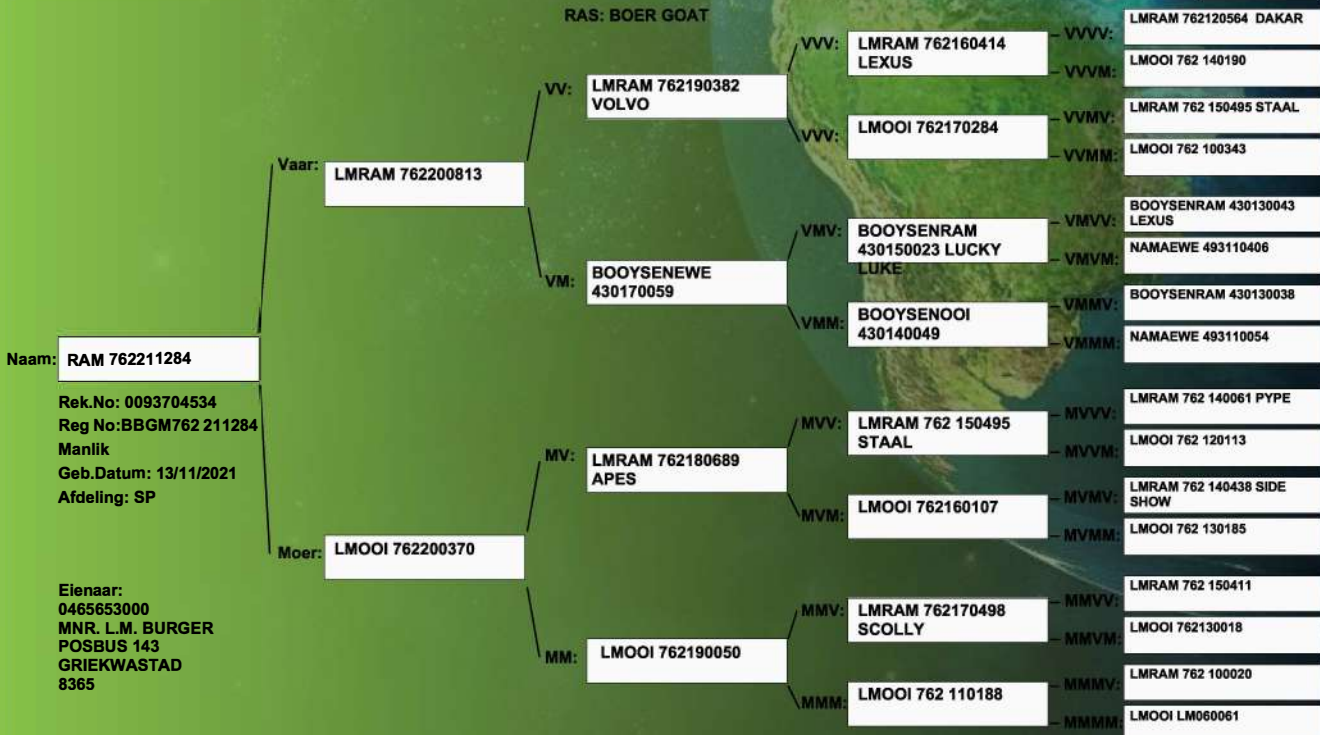 RAS: BOER GOAT
Naam: RAM 762211284
Rek.No: 0093704534
Reg No:BBGM762 211284
Manlik
Geb.Datum: 13/11/2021
Afdeling: SP
Eienaar:
0465653000
MNR. L.M. BURGER
POSBUS 143
GRIEKWASTAD
8365
Vaar: LMRAM 762200813
Moer: LMOOI 762200370
VV: LMRAM 762190382
VOLVO
VM: BOOYSENEWE
430170059
MV: LMRAM 762180689
APES
MM: LMOOI 762190050
VVV: LMRAM 762160414
LEXUS
VVV: LMOOI 762170284
VMV: BOOYSENRAM
430150023 LUCKY
LUKE
VMM: BOOYSENOOI
430140049
MVV: LMRAM 762 150495
STAAL
MVM: LMOOI 762160107
MMV: LMRAM 762170498
SCOLLY
MMM: LMOOI 762 110188
VVVV: LMRAM 762120564 DAKAR
VVVM: LMOOI 762 140190
VVMV: LMRAM 762 150495 STAAL
VVMM: LMOOI 762 100343
VMVV: BOOYSENRAM 430130043
LEXUS
VMVM: NAMAEWE 493110406
VMMV: BOOYSENRAM 430130038
VMMM: NAMAEWE 493110054
MVVV: LMRAM 762 140061 PYPE
MVVM: LMOOI 762 120113
MVMV: LMRAM 762 140438 SIDE
SHOW
MVMM: LMOOI 762 130185
MMVV: LMRAM 762 150411
MMVM: LMOOI 762130018
MMMV: LMRAM 762 100020
MMMM: LMOOI LM060061